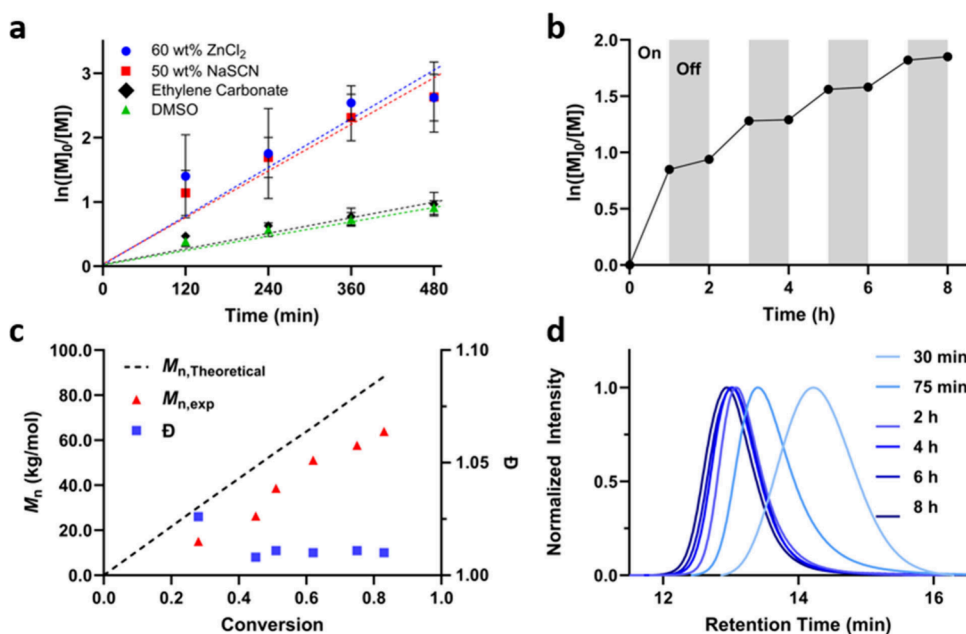 a
3
2
1
0
ln([M]₀/[M])
60 wt% ZnCl₂
50 wt% NaSCN
Ethylene Carbonate
DMSO
0 120 240 360 480
Time (min)
b
2.0
1.5
1.0
0.5
0.0
ln([M]₀/[M])
On
Off
0 2 4 6 8
Time (h)
c
100.0
80.0
60.0
40.0
20.0
0.0
Mn (kg/mol)
Mn,Theoretical
Mn,exp
Đ
1.10
1.05
1.00
Đ
0.0 0.2 0.4 0.6 0.8 1.0
Conversion
d
1.0
0.5
0.0
Normalized Intensity
30 min
75 min
2 h
4 h
6 h
8 h
12 14 16
Retention Time (min)